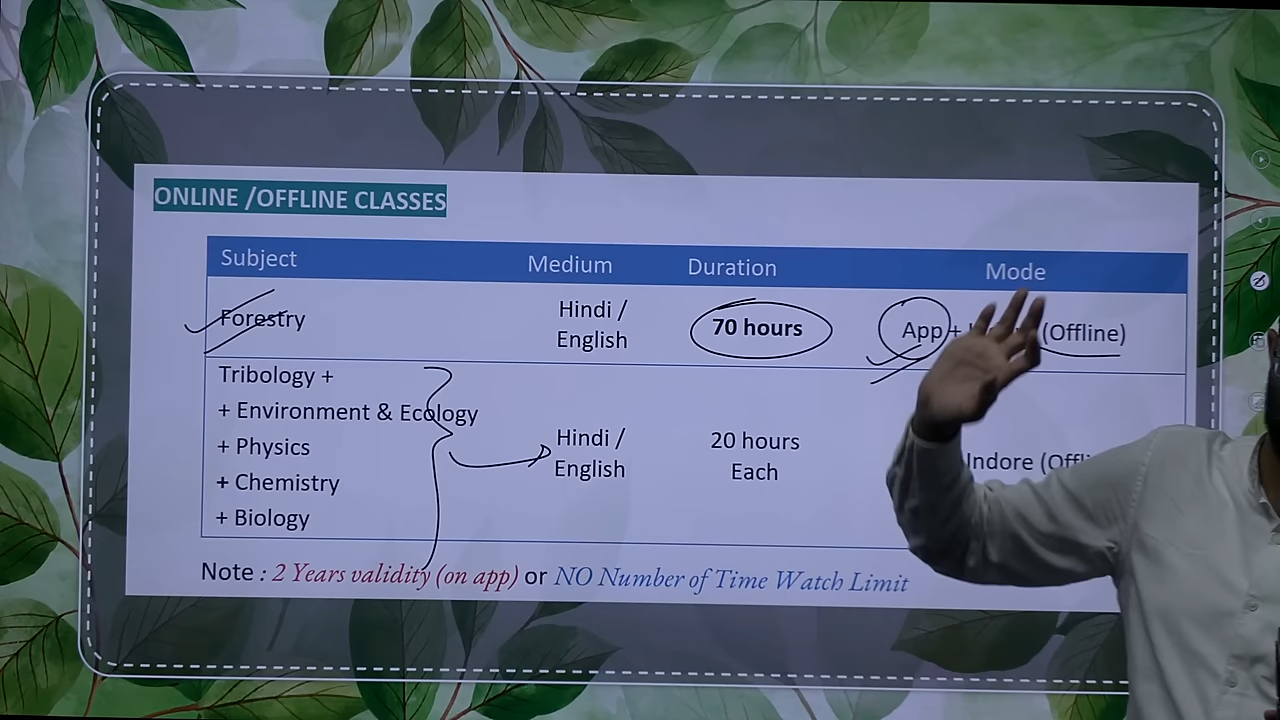 ONLINE /OFFLINE CLASSES
Subject Medium Duration Mode
Forestry Hindi / English 70 hours App + (Offline)
Tribology +
+ Environment & Ecology
+ Physics
+ Chemistry
+ Biology
Hindi /
English
20 hours
Each
Indore
Note : 2 Years validity (on app) or NO Number of Time Watch Limit